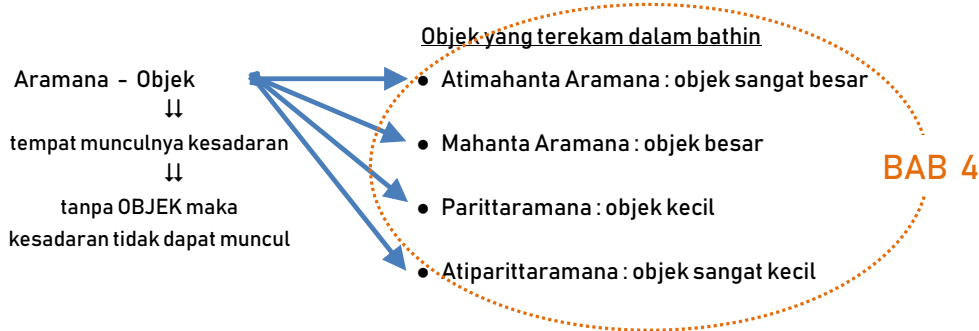 Objek yang terekam dalam bathin
Aramana - Objek
⇊
tempat munculnya kesadaran
⇊
tanpa OBJEK maka
kesadaran tidak dapat muncul
● Atimahanta Aramana : objek sangat besar
● Mahanta Aramana : objek besar
● Parittaramana : objek kecil
● Atiparittaramana : objek sangat kecil
BAB 4